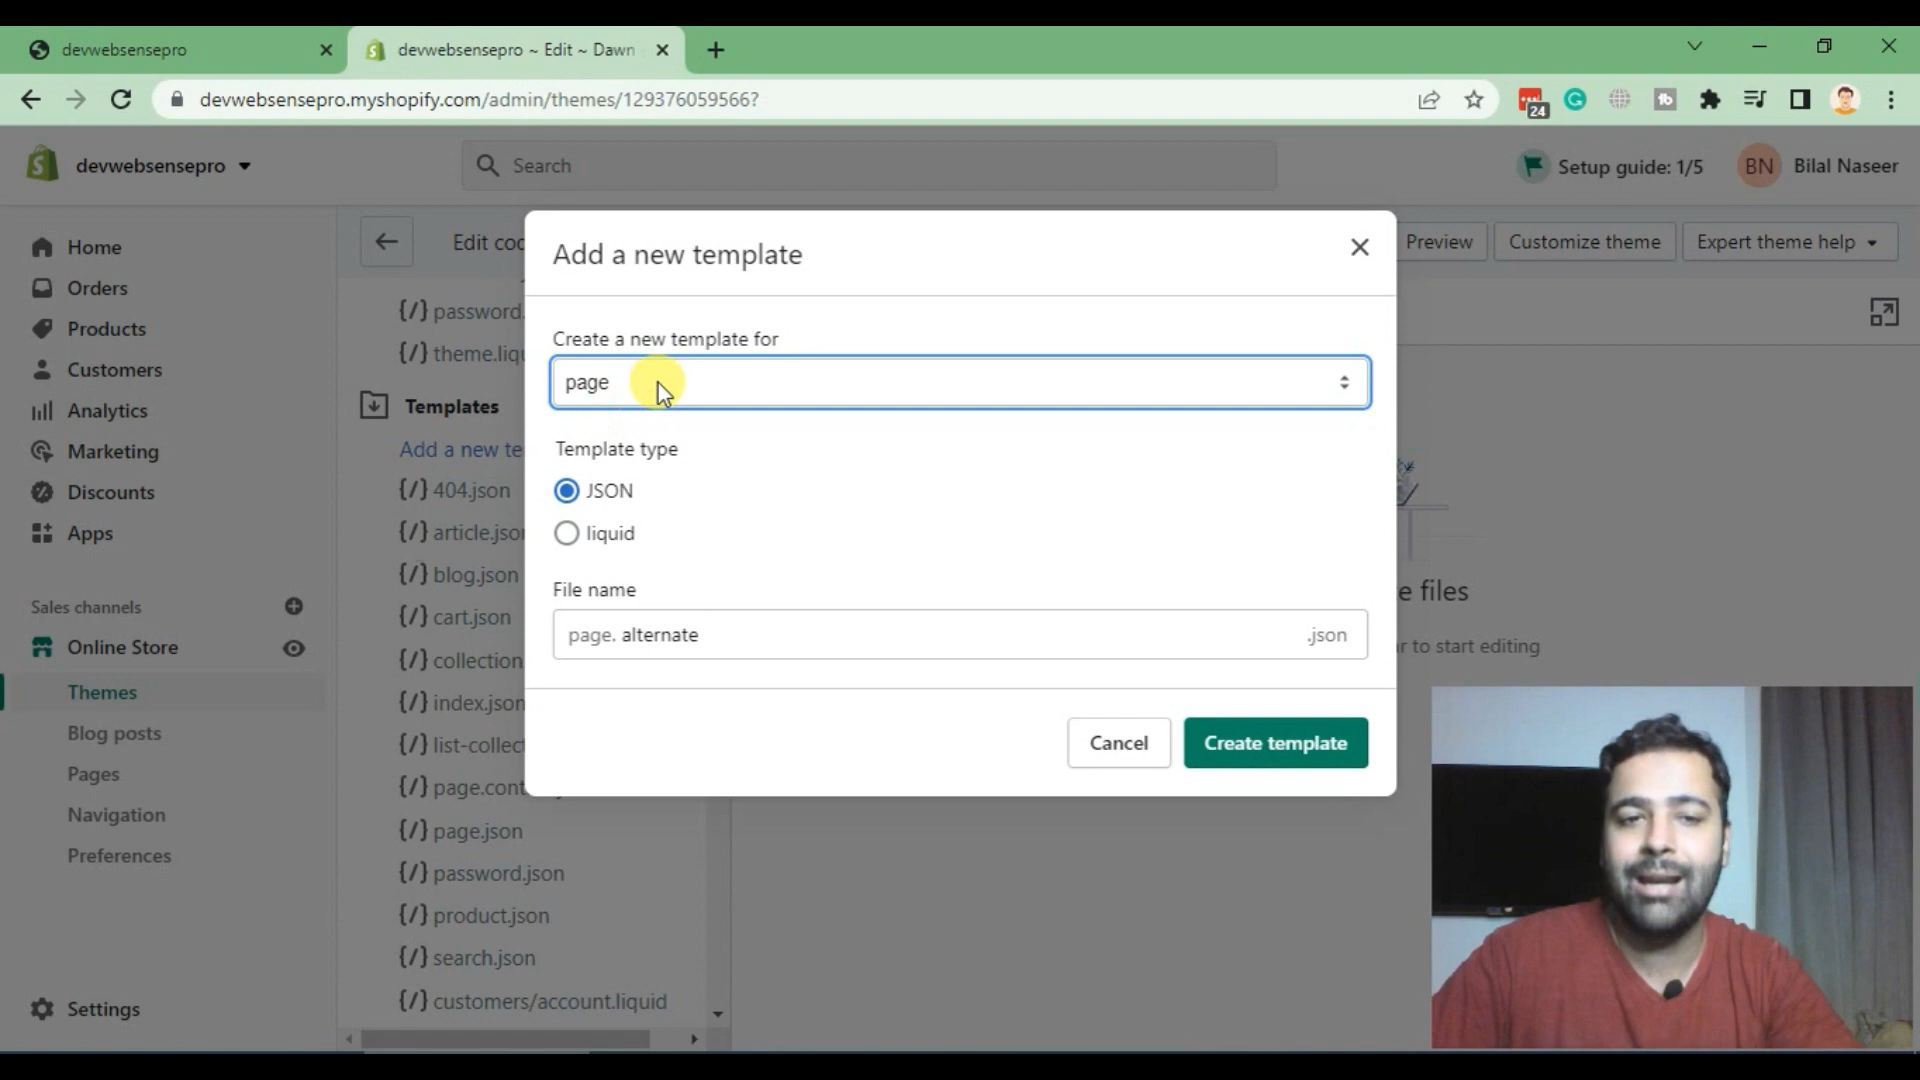 devwebsensepro
devwebsensepro ~ Edit ~ Dawn
devwebsensepro.myshopify.com/admin/themes/129376059566?
24
devwebsensepro
Search
Setup guide: 1/5
BN
Bilal Naseer
Home
Orders
Products
Customers
Analytics
Marketing
Discounts
Apps
Sales channels
Online Store
Themes
Blog posts
Pages
Navigation
Preferences
Settings
Edit coc
Preview
Customize theme
Expert theme help
{/} password.
{/} theme.liqu
Templates
Add a new te
{/} 404.json
{/} article.jsor
{/} blog.json
{/} cart.json
{/} collection
{/} index.json
{/} list-collect
{/} page.cont
{/} page.json
{/} password.json
{/} product.json
{/} search.json
{/} customers/account.liquid
Add a new template
Create a new template for
page
Template type
JSON
liquid
File name
page. alternate
.json
Cancel
Create template
e files
r to start editing